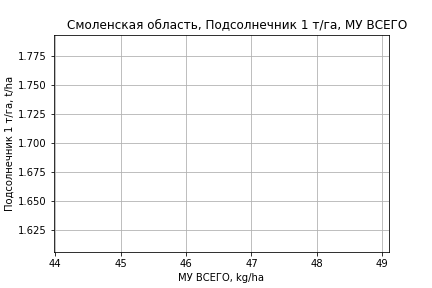 Смоленская область, Подсолнечник 1 т/га, МУ ВСЕГО
Подсолнечник 1 т/га, t/ha
1.775
1.750
1.725
1.700
1.675
1.650
1.625
44 45 46 47 48 49
МУ ВСЕГО, kg/ha